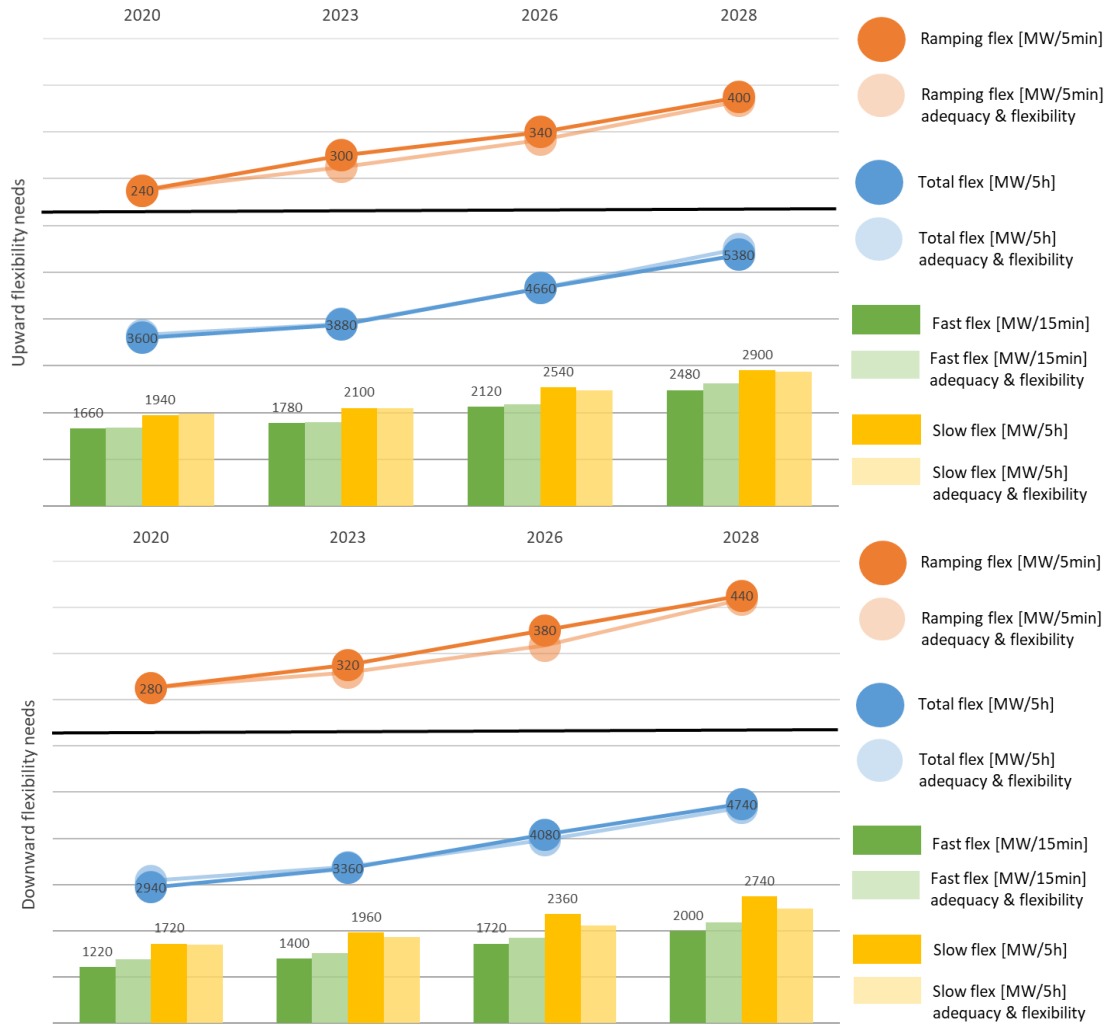 2020 2023 2026 2028
Upward flexibility needs
240 300 340 400
3600 3880 4660 5380
1660 1940 1780 2100 2120 2540 2480 2900
Ramping flex [MW/5min]
Ramping flex [MW/5min]
adequacy & flexibility
Total flex [MW/5h]
Total flex [MW/5h]
adequacy & flexibility
Fast flex [MW/15min]
Fast flex [MW/15min]
adequacy & flexibility
Slow flex [MW/5h]
Slow flex [MW/5h]
adequacy & flexibility
2020 2023 2026 2028
Downward flexibility needs
280 320 380 440
2940 3360 4080 4740
1220 1720 1400 1960 1720 2360 2000 2740
Ramping flex [MW/5min]
Ramping flex [MW/5min]
adequacy & flexibility
Total flex [MW/5h]
Total flex [MW/5h]
adequacy & flexibility
Fast flex [MW/15min]
Fast flex [MW/15min]
adequacy & flexibility
Slow flex [MW/5h]
Slow flex [MW/5h]
adequacy & flexibility